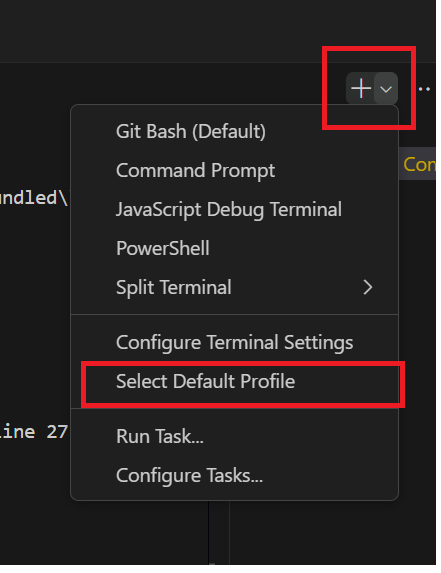 Con
Git Bash (Default)
Command Prompt
undled\
JavaScript Debug Terminal
PowerShell
Split Terminal
Configure Terminal Settings
Select Default Profile
ine 27
Run Task...
Configure Tasks...